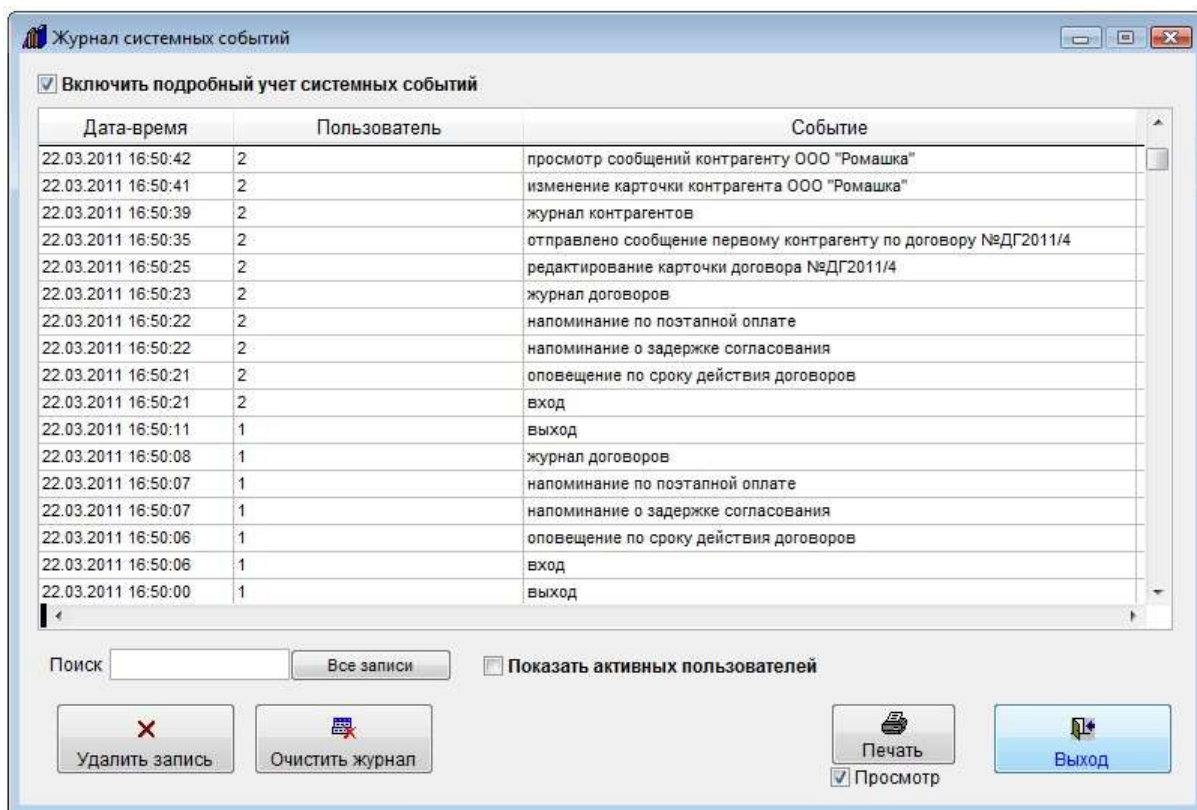 Журнал системных событий
Включить подробный учет системных событий
Дата-время Пользователь Событие
22.03.2011 16:50:42 2 просмотр сообщений контрагенту ООО "Ромашка"
22.03.2011 16:50:41 2 изменение карточки контрагента ООО "Ромашка"
22.03.2011 16:50:39 2 журнал контрагентов
22.03.2011 16:50:35 2 отправлено сообщение первому контрагенту по договору №ДГ2011/4
22.03.2011 16:50:25 2 редактирование карточки договора №ДГ2011/4
22.03.2011 16:50:23 2 журнал договоров
22.03.2011 16:50:22 2 напоминание по поэтапной оплате
22.03.2011 16:50:22 2 напоминание о задержке согласования
22.03.2011 16:50:21 2 оповещение по сроку действия договоров
22.03.2011 16:50:21 2 вход
22.03.2011 16:50:11 1 выход
22.03.2011 16:50:08 1 журнал договоров
22.03.2011 16:50:07 1 напоминание по поэтапной оплате
22.03.2011 16:50:07 1 напоминание о задержке согласования
22.03.2011 16:50:06 1 оповещение по сроку действия договоров
22.03.2011 16:50:06 1 вход
22.03.2011 16:50:00 1 выход
Поиск Все записи Показать активных пользователей
Удалить запись Очистить журнал Печать Выход
Просмотр